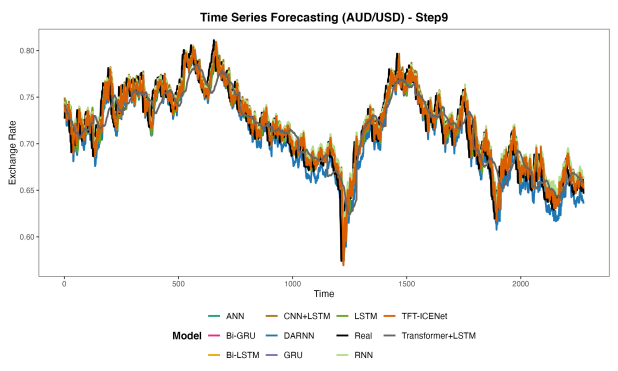 Time Series Forecasting (AUD/USD) - Step9
Exchange Rate
0.80
0.75
0.70
0.65
0.60
0 500 1000 1500 2000
Time
Model
ANN CNN+LSTM LSTM TFT-ICENet
Bi-GRU DARNN Real Transformer+LSTM
Bi-LSTM GRU RNN